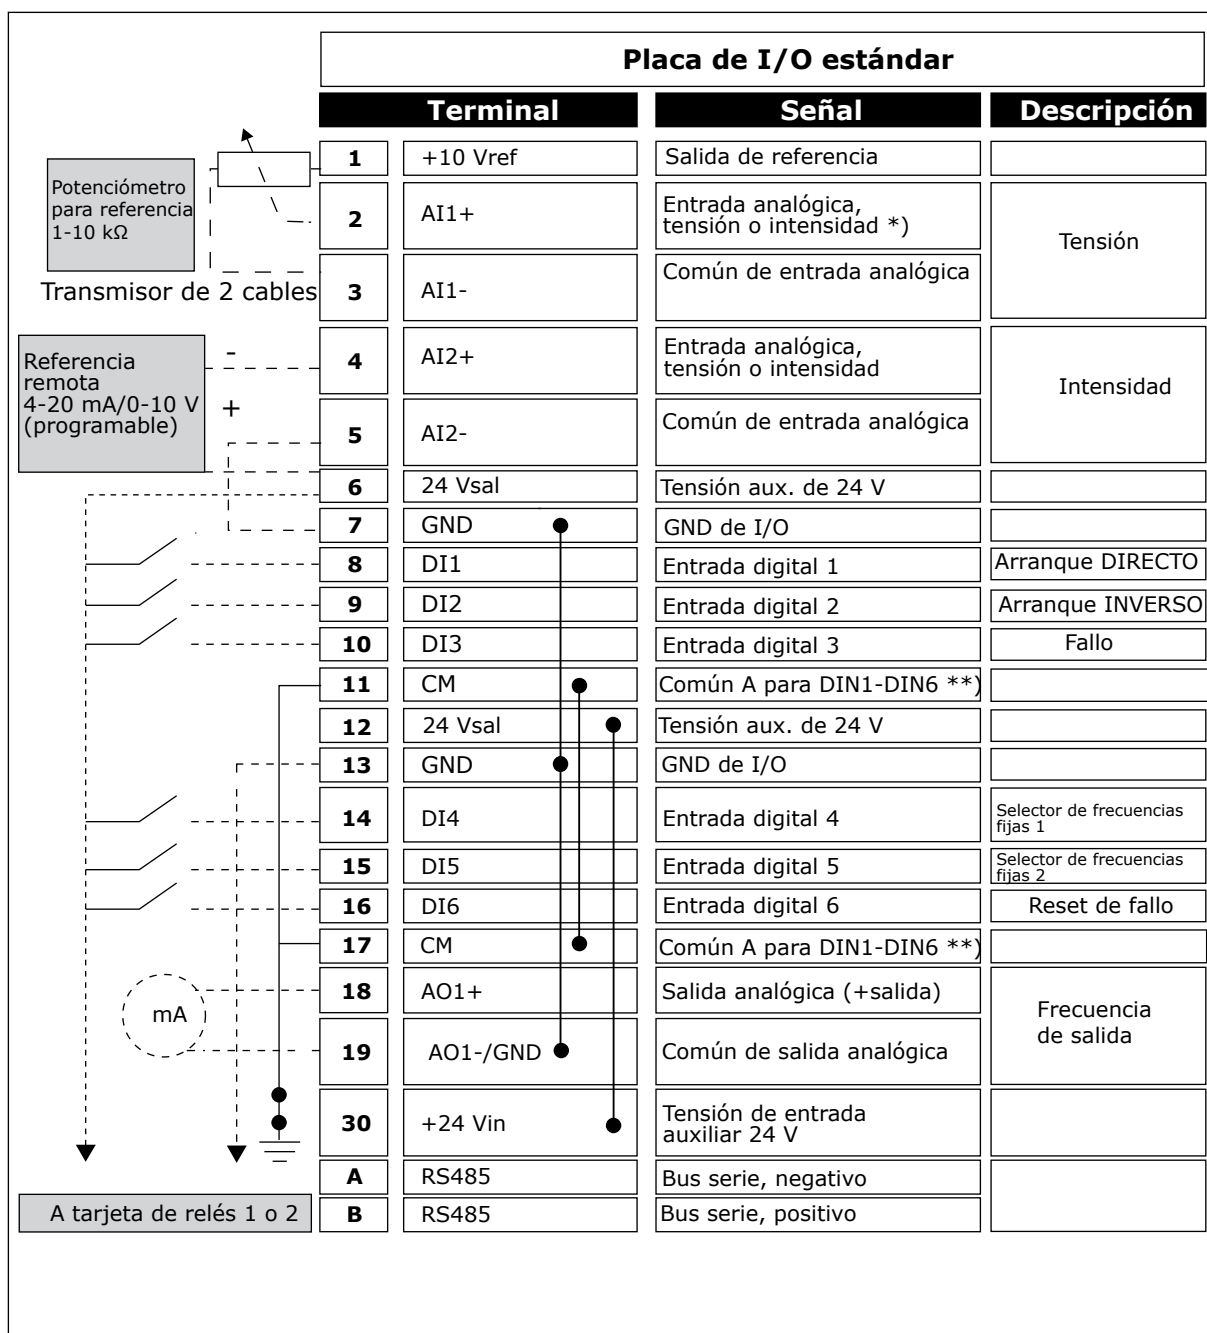 Placa de I/O estándar
Terminal Señal Descripción
1 +10 Vref Salida de referencia
Potenciómetro
para referencia
1-10 kΩ
2 AI1+ Entrada analógica,
tensión o intensidad *)
Tensión
Transmisor de 2 cables
3 AI1- Común de entrada analógica
Referencia
remota
4-20 mA/0-10 V
(programable)
-
+
4 AI2+ Entrada analógica,
tensión o intensidad
Intensidad
5 AI2- Común de entrada analógica
6 24 Vsal Tensión aux. de 24 V
7 GND GND de I/O
8 DI1 Entrada digital 1 Arranque DIRECTO
9 DI2 Entrada digital 2 Arranque INVERSO
10 DI3 Entrada digital 3 Fallo
11 CM Común A para DIN1-DIN6 **)
12 24 Vsal Tensión aux. de 24 V
13 GND GND de I/O
14 DI4 Entrada digital 4 Selector de frecuencias
fijas 1
15 DI5 Entrada digital 5 Selector de frecuencias
fijas 2
16 DI6 Entrada digital 6 Reset de fallo
17 CM Común A para DIN1-DIN6 **)
mA
18 AO1+ Salida analógica (+salida)
Frecuencia
de salida
19 AO1-/GND Común de salida analógica
30 +24 Vin Tensión de entrada
auxiliar 24 V
A RS485 Bus serie, negativo
A tarjeta de relés 1 o 2
B RS485 Bus serie, positivo